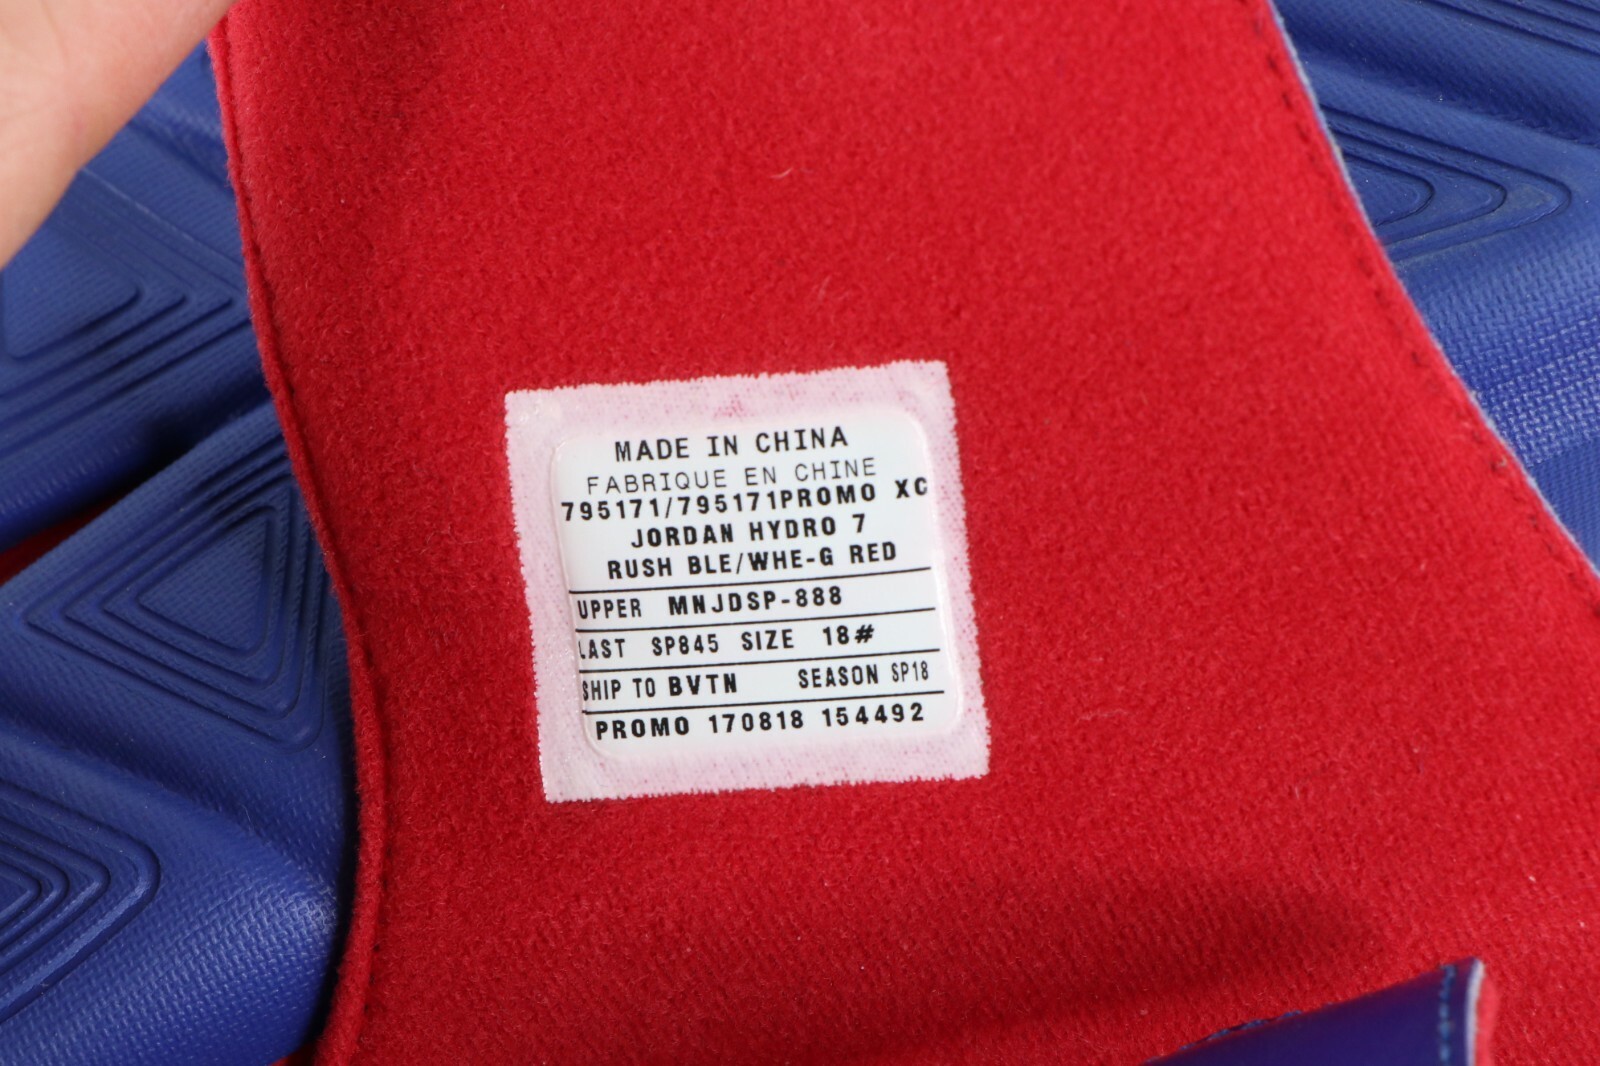 MADE IN CHINA
FABRIQUE EN CHINE
795171/795171PROMO XC
JORDAN HYDRO 7
RUSH BLE/WHE-G RED
UPPER MNJDSP-888
LAST SP845 SIZE 18#
SHIP TO BVTN SEASON SP18
PROMO 170818 154492